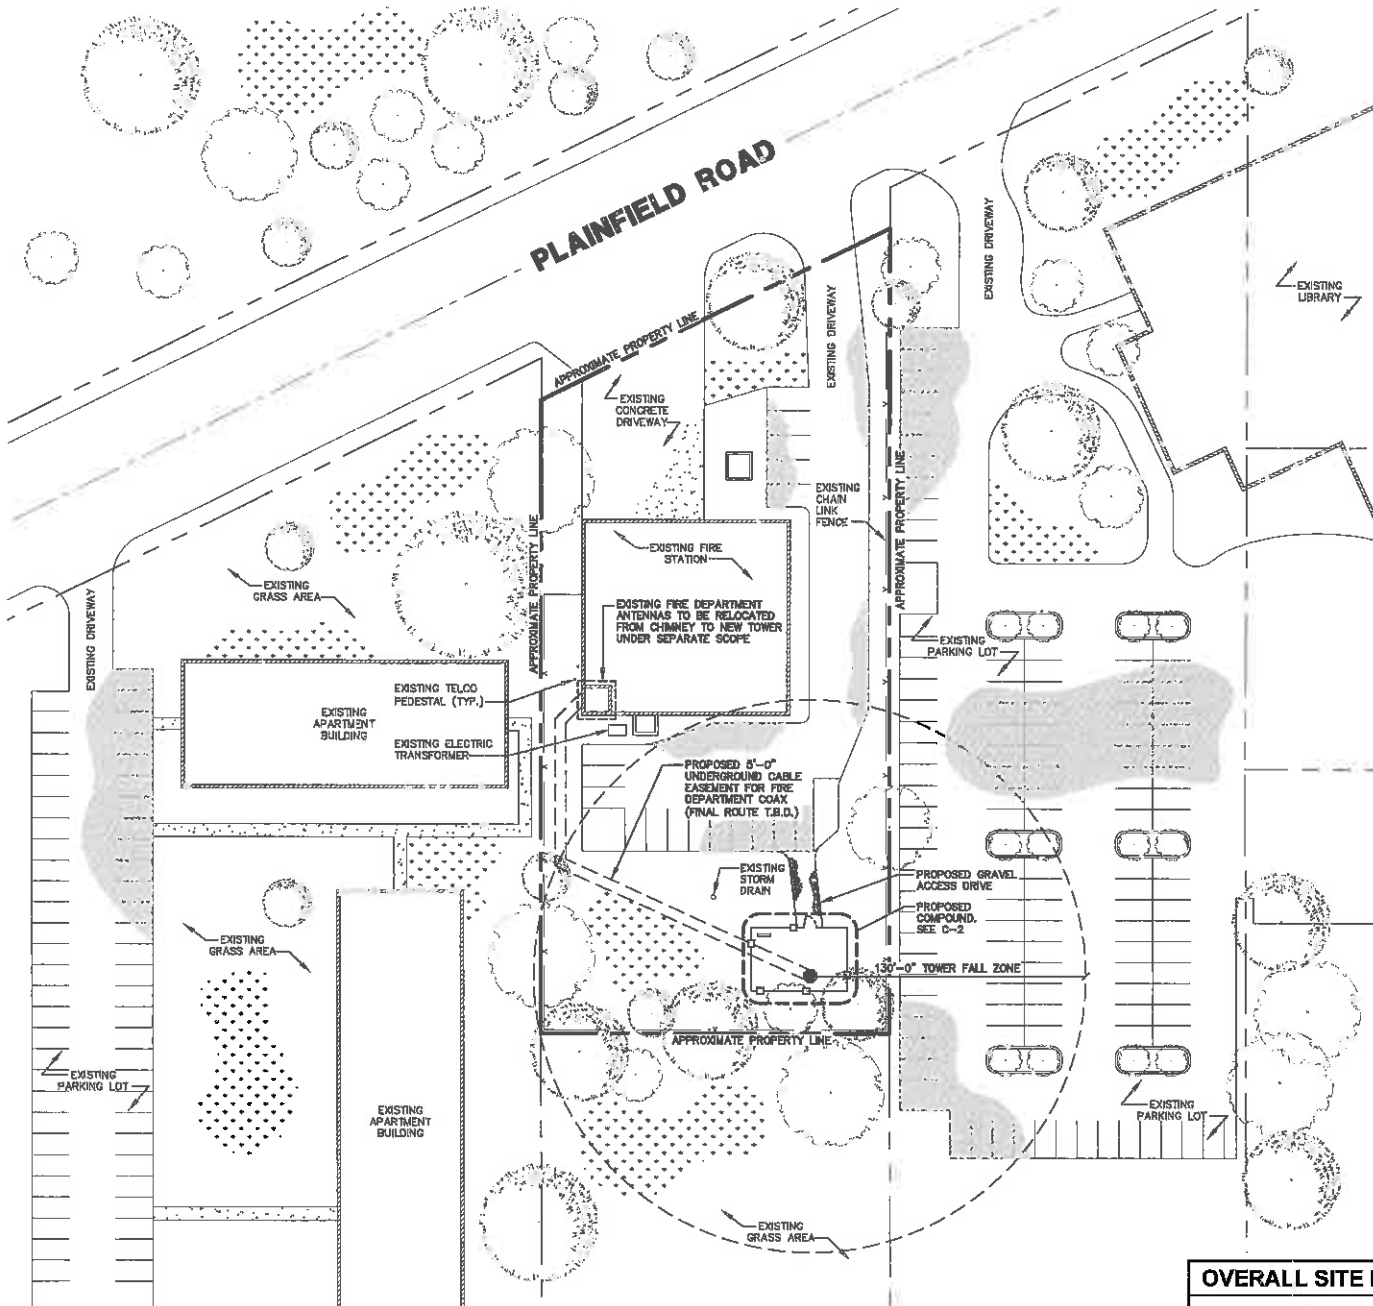 PLAINFIELD ROAD
EXISTING DRIVEWAY
EXISTING
LIBRARY
EXISTING DRIVEWAY
APPROXIMATE PROPERTY LINE
EXISTING
CONCRETE
DRIVEWAY
EXISTING
CHAIN
LINK
FENCE
APPROXIMATE PROPERTY LINE
APPROXIMATE PROPERTY LINE
EXISTING FIRE
STATION
EXISTING
GRASS AREA
EXISTING DRIVEWAY
EXISTING FIRE DEPARTMENT
ANTENNAS TO BE RELOCATED
FROM CHIMNEY TO NEW TOWER
UNDER SEPARATE SCOPE
EXISTING
PARKING LOT
EXISTING TELCO
PEDESTAL (TYP.)
EXISTING
APARTMENT
BUILDING
EXISTING ELECTRIC
TRANSFORMER
PROPOSED 5'-0"
UNDERGROUND CABLE
EASEMENT FOR FIRE
DEPARTMENT COAX
(FINAL ROUTE T.B.D.)
EXISTING
STORM
DRAIN
PROPOSED GRAVEL
ACCESS DRIVE
PROPOSED
COMPOUND.
SEE C-2
130'-0" TOWER FALL ZONE
EXISTING
GRASS AREA
APPROXIMATE PROPERTY LINE
EXISTING
PARKING LOT
EXISTING
APARTMENT
BUILDING
EXISTING
PARKING LOT
EXISTING
GRASS AREA
OVERALL SITE